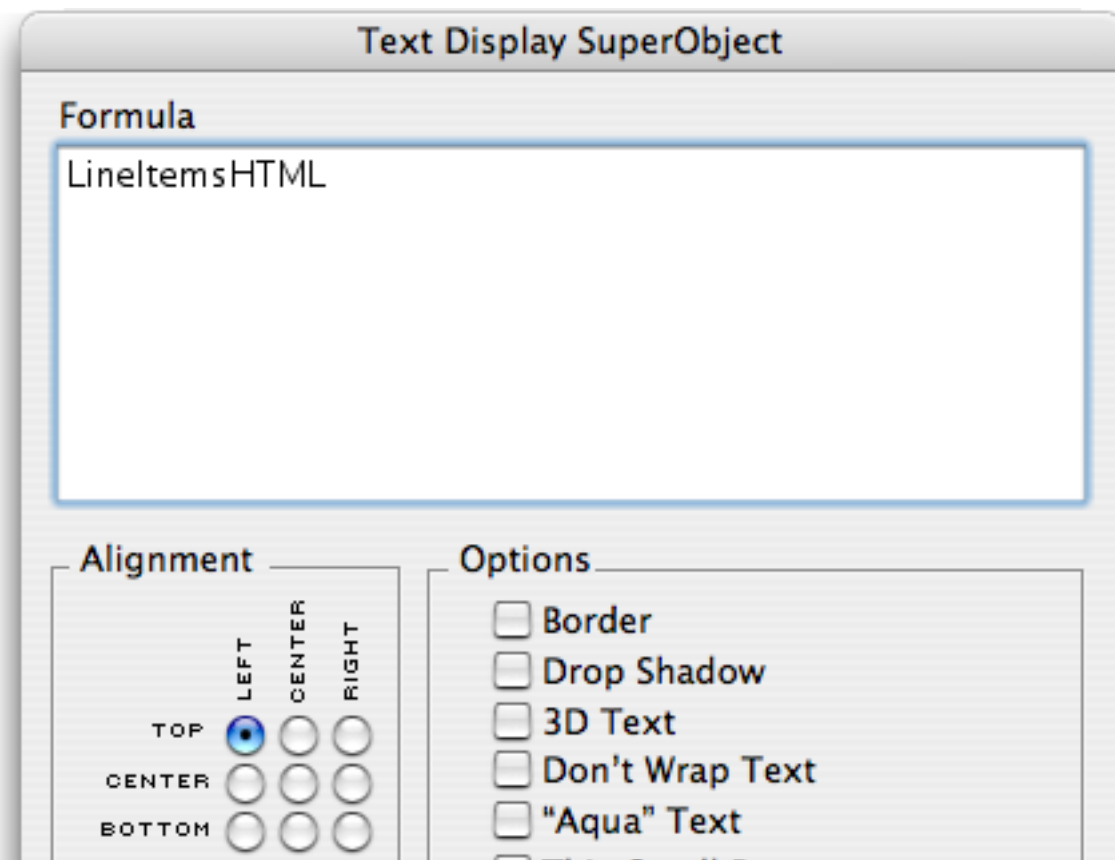 Text Display SuperObject
Formula
LineItemsHTML
Alignment
LEFT
CENTER
RIGHT
TOP
CENTER
BOTTOM
Options
Border
Drop Shadow
3D Text
Don’t Wrap Text
“Aqua” Text